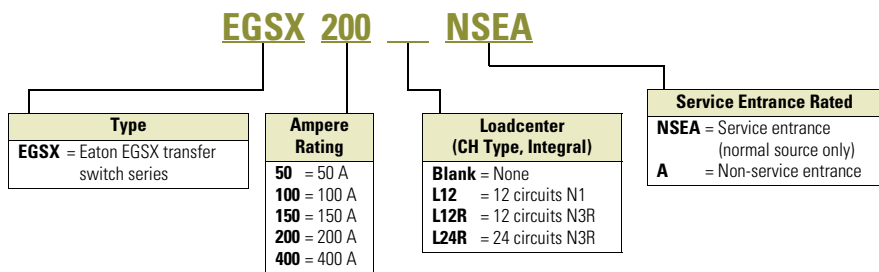 EGSX 200 __ NSEA
Type
EGSX = Eaton EGSX transfer
switch series
Ampere
Rating
50 = 50 A
100 = 100 A
150 = 150 A
200 = 200 A
400 = 400 A
Loadcenter
(CH Type, Integral)
Blank = None
L12 = 12 circuits N1
L12R = 12 circuits N3R
L24R = 24 circuits N3R
Service Entrance Rated
NSEA = Service entrance
(normal source only)
A = Non-service entrance